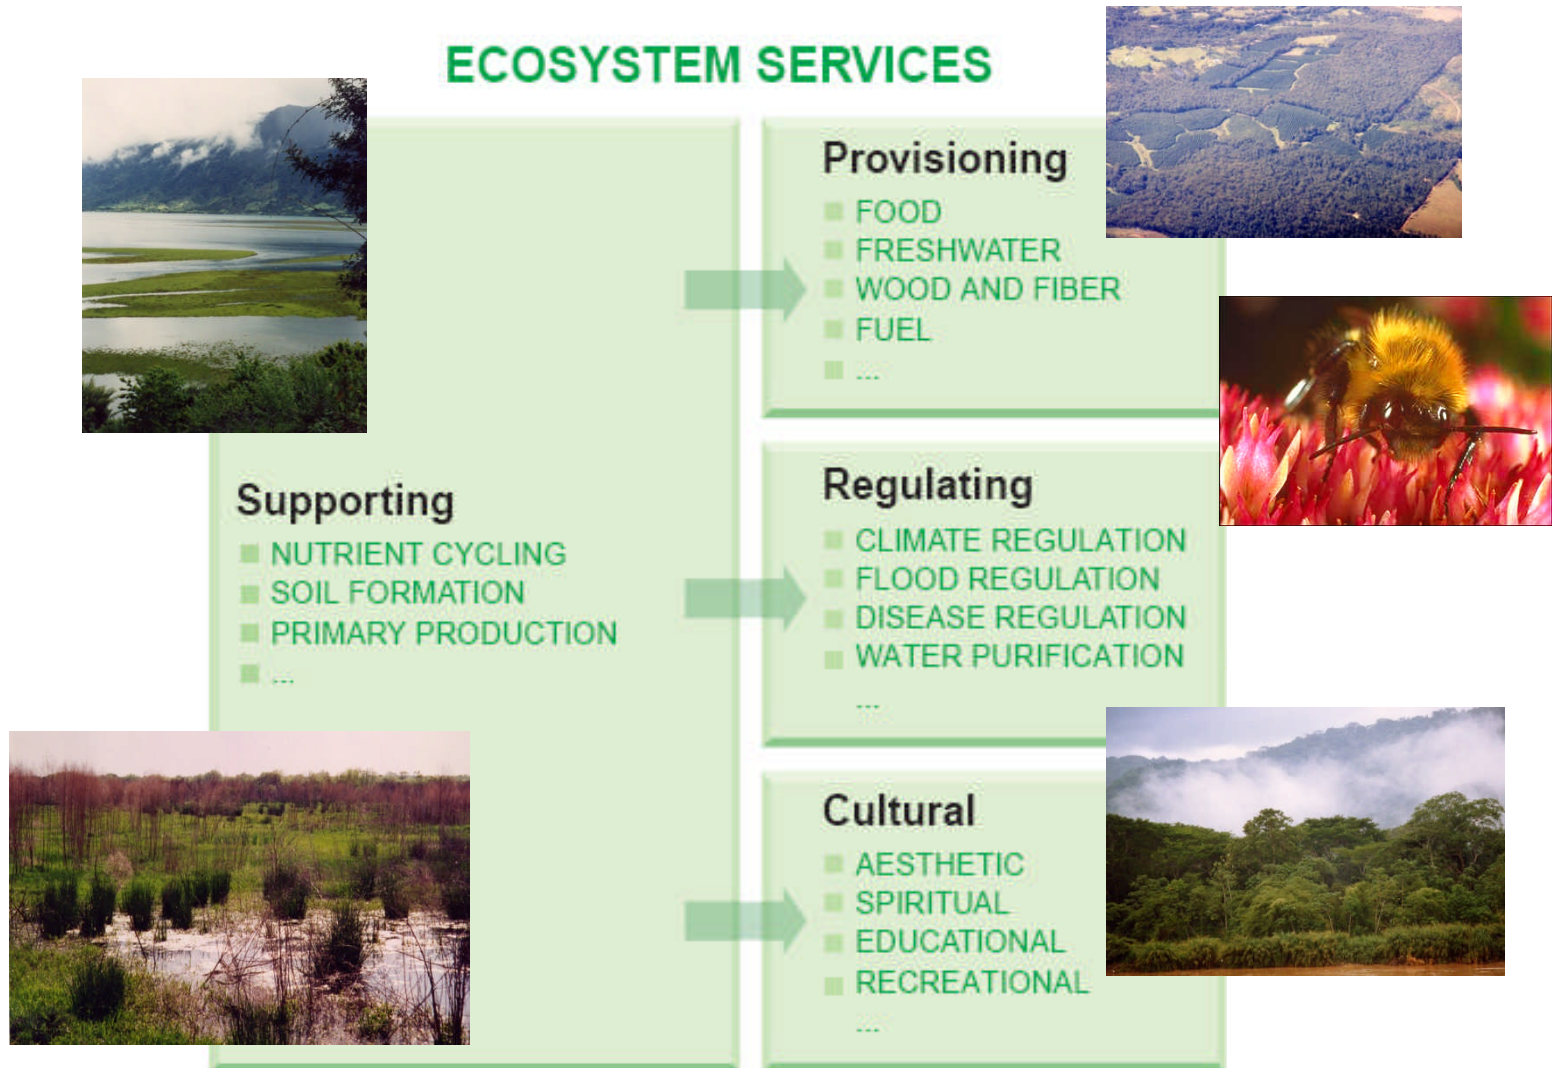 ECOSYSTEM SERVICES
Supporting
NUTRIENT CYCLING
SOIL FORMATION
PRIMARY PRODUCTION
...
Provisioning
FOOD
FRESHWATER
WOOD AND FIBER
FUEL
...
Regulating
CLIMATE REGULATION
FLOOD REGULATION
DISEASE REGULATION
WATER PURIFICATION
...
Cultural
AESTHETIC
SPIRITUAL
EDUCATIONAL
RECREATIONAL
...